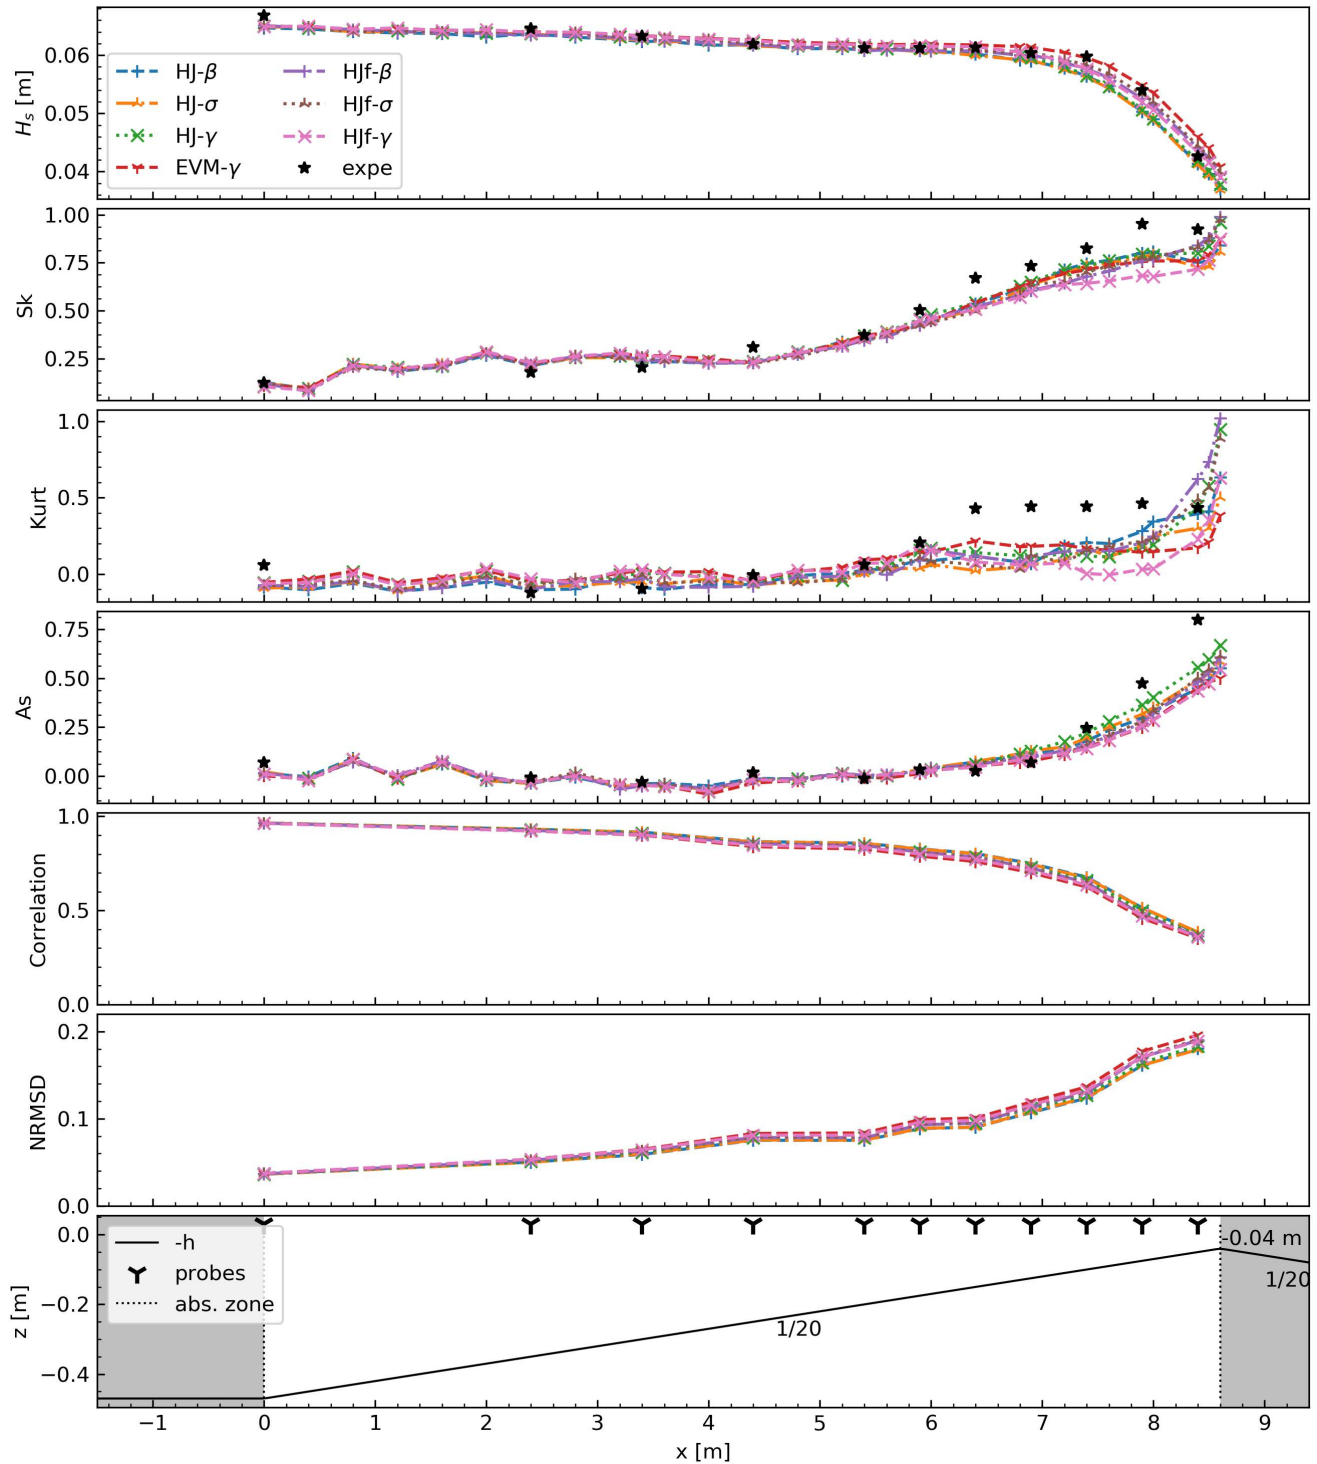 0.06
0.05
0.04
H_s [m]
HJ-β
HJ-σ
HJ-γ
EVM-γ
HJf-β
HJf-σ
HJf-γ
expe
1.00
0.75
0.50
0.25
Sk
1.0
0.5
0.0
Kurt
0.75
0.50
0.25
0.00
As
1.0
0.5
0.0
Correlation
0.2
0.1
0.0
NRMSD
0.0
−0.2
−0.4
z [m]
-h
probes
abs. zone
1/20
-0.04 m
1/20
−1 0 1 2 3 4 5 6 7 8 9
x [m]